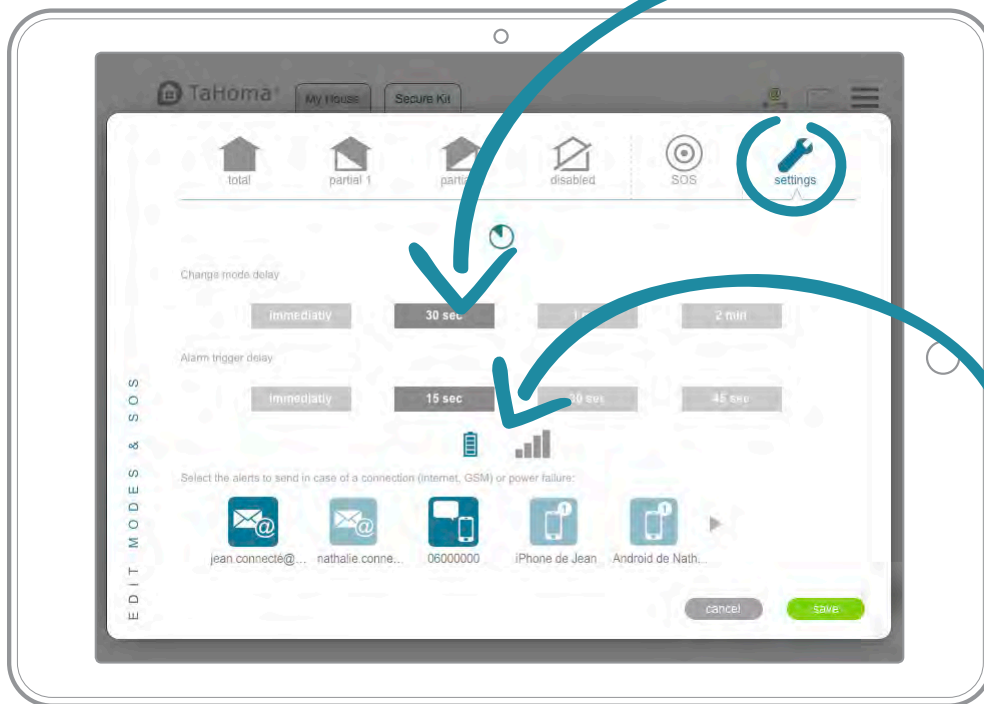 TaHoma®
My House
Secure Kit
total
partial 1
disabled
SOS
settings
Change mode delay
Immediatly
30 sec
2 min
Alarm trigger delay
Immediatly
15 sec
45 sec
Select the alerts to send in case of a connection (internet, GSM) or power failure:
jean.connecté@...
nathalie.conne...
06000000
iPhone de Jean
Android de Nath...
cancel
save
EDIT MODES & SOS